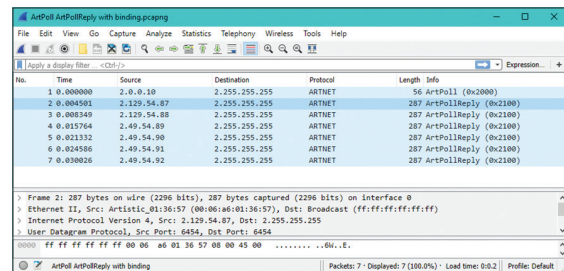 ArtPoll ArtPollReply with binding.pcapng
File Edit View Go Capture Analyze Statistics Telephony Wireless Tools Help
Apply a display filter ... <Ctrl-/> Expression... +
No. Time Source Destination Protocol Length Info
1 0.000000 2.0.0.10 2.255.255.255 ARTNET 56 ArtPoll (0x2000)
2 0.004501 2.129.54.87 2.255.255.255 ARTNET 287 ArtPollReply (0x2100)
3 0.008349 2.129.54.88 2.255.255.255 ARTNET 287 ArtPollReply (0x2100)
4 0.015764 2.49.54.89 2.255.255.255 ARTNET 287 ArtPollReply (0x2100)
5 0.021332 2.49.54.90 2.255.255.255 ARTNET 287 ArtPollReply (0x2100)
6 0.024586 2.49.54.91 2.255.255.255 ARTNET 287 ArtPollReply (0x2100)
7 0.030026 2.49.54.92 2.255.255.255 ARTNET 287 ArtPollReply (0x2100)
> Frame 2: 287 bytes on wire (2296 bits), 287 bytes captured (2296 bits) on interface 0
> Ethernet II, Src: Artistic_01:36:57 (00:06:a6:01:36:57), Dst: Broadcast (ff:ff:ff:ff:ff:ff)
> Internet Protocol Version 4, Src: 2.129.54.87, Dst: 2.255.255.255
> User Datagram Protocol, Src Port: 6454, Dst Port: 6454
0000 ff ff ff ff ff ff 00 06 a6 01 36 57 08 00 45 00 ........ ..6W..E.
ArtPoll ArtPollReply with binding Packets: 7 · Displayed: 7 (100.0%) · Load time: 0:0.2 Profile: Default